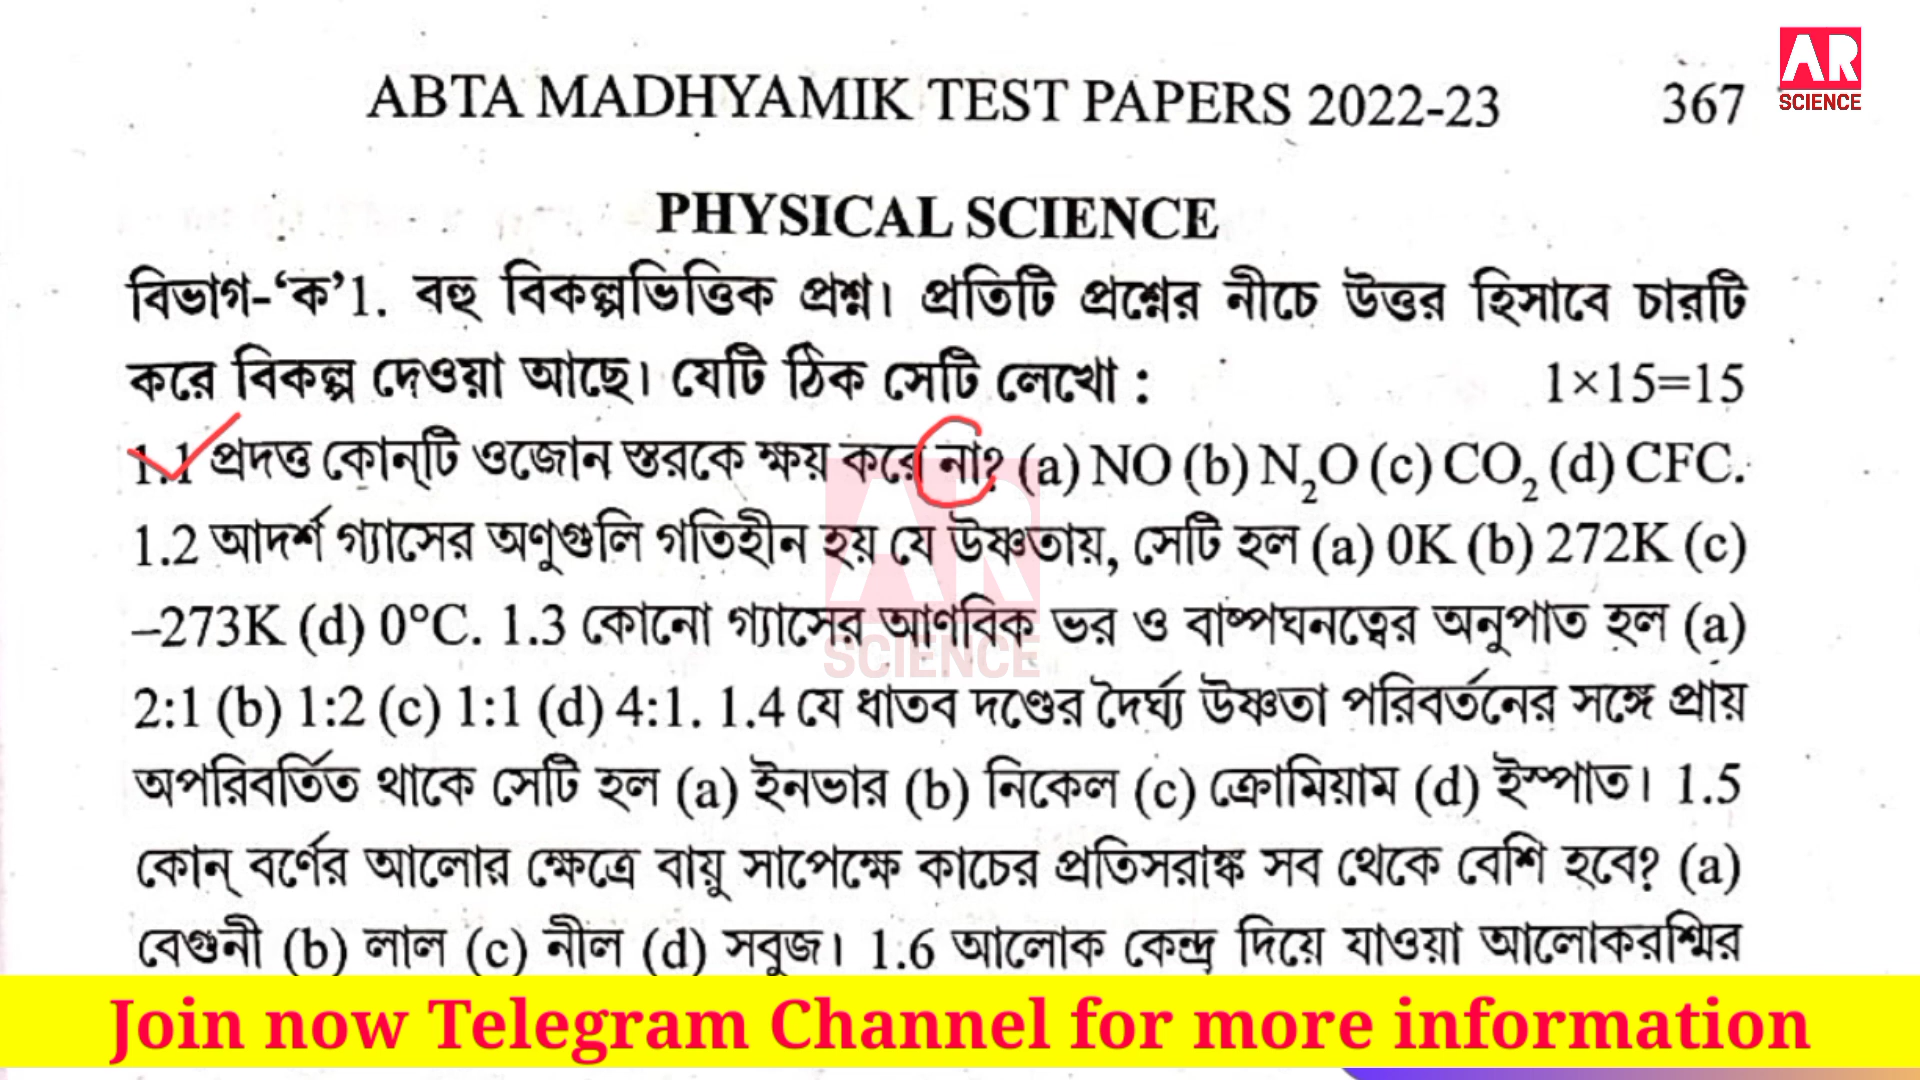 AR
SCIENCE
ABTA MADHYAMIK TEST PAPERS 2022-23 367
PHYSICAL SCIENCE
বিভাগ-‘ক’1. বহু বিকল্পভিত্তিক প্রশ্ন। প্রতিটি প্রশ্নের নীচে উত্তর হিসাবে চারটি
করে বিকল্প দেওয়া আছে। যেটি ঠিক সেটি লেখো : 1×15=15
1.1 প্রদত্ত কোন্‌টি ওজোন স্তরকে ক্ষয় করে না? (a) NO (b) N₂O (c) CO₂ (d) CFC.
1.2 আদর্শ গ্যাসের অণুগুলি গতিহীন হয় যে উষ্ণতায়, সেটি হল (a) 0K (b) 272K (c)
–273K (d) 0°C. 1.3 কোনো গ্যাসের আণবিক ভর ও বাষ্পঘনত্বের অনুপাত হল (a)
2:1 (b) 1:2 (c) 1:1 (d) 4:1. 1.4 যে ধাতব দণ্ডের দৈর্ঘ্য উষ্ণতা পরিবর্তনের সঙ্গে প্রায়
অপরিবর্তিত থাকে সেটি হল (a) ইনভার (b) নিকেল (c) ক্রোমিয়াম (d) ইস্পাত। 1.5
কোন্ বর্ণের আলোর ক্ষেত্রে বায়ু সাপেক্ষে কাচের প্রতিসরাঙ্ক সব থেকে বেশি হবে? (a)
বেগুনী (b) লাল (c) নীল (d) সবুজ। 1.6 আলোক কেন্দ্র দিয়ে যাওয়া আলোকরশ্মির
AR
SCIENCE
Join now Telegram Channel for more information